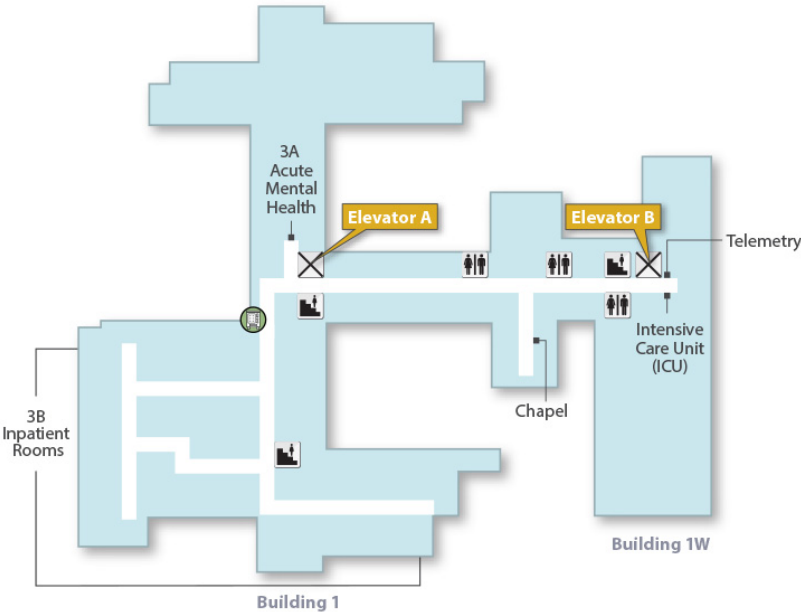 3A
Acute
Mental
Health
Elevator A
Elevator B
Telemetry
Intensive
Care Unit
(ICU)
Chapel
3B
Inpatient
Rooms
Building 1W
Building 1